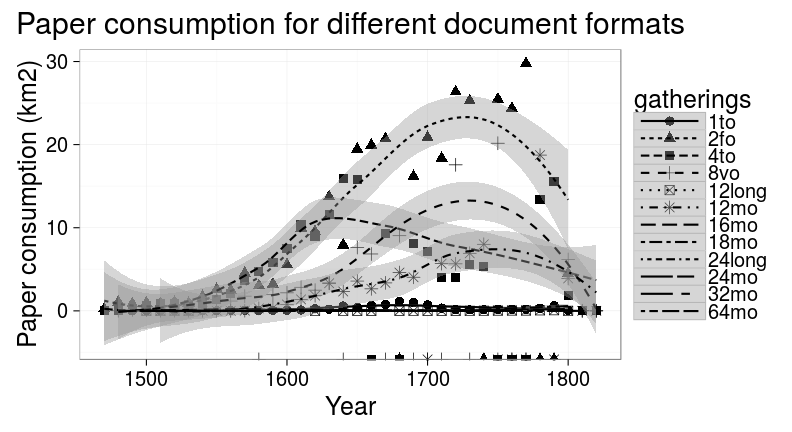 Paper consumption for different document formats
Paper consumption (km2)
30
20
10
0
1500
1600
1700
1800
Year
gatherings
1to
2fo
4to
8vo
12long
12mo
16mo
18mo
24long
24mo
32mo
64mo